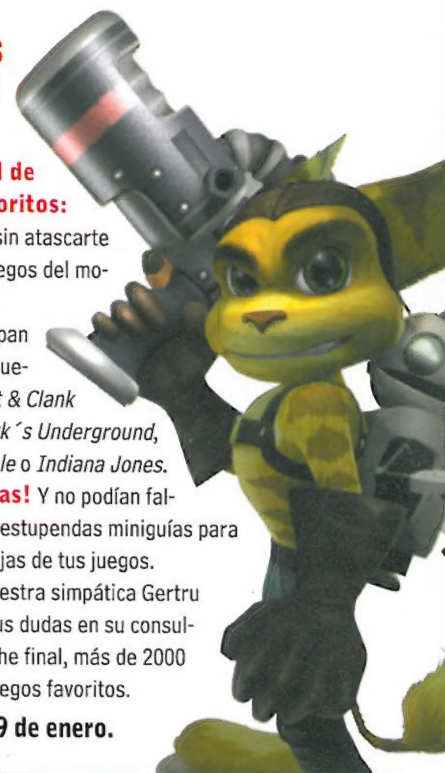 S
l de
oritos:
sin atascarte
egos del mo-
pan
ue-
t & Clank
k´s Underground,
le o Indiana Jones.
as! Y no podían fal-
estupendas miniguías para
jas de tus juegos.
estra simpática Gertru
us dudas en su consul-
he final, más de 2000
egos favoritos.
9 de enero.